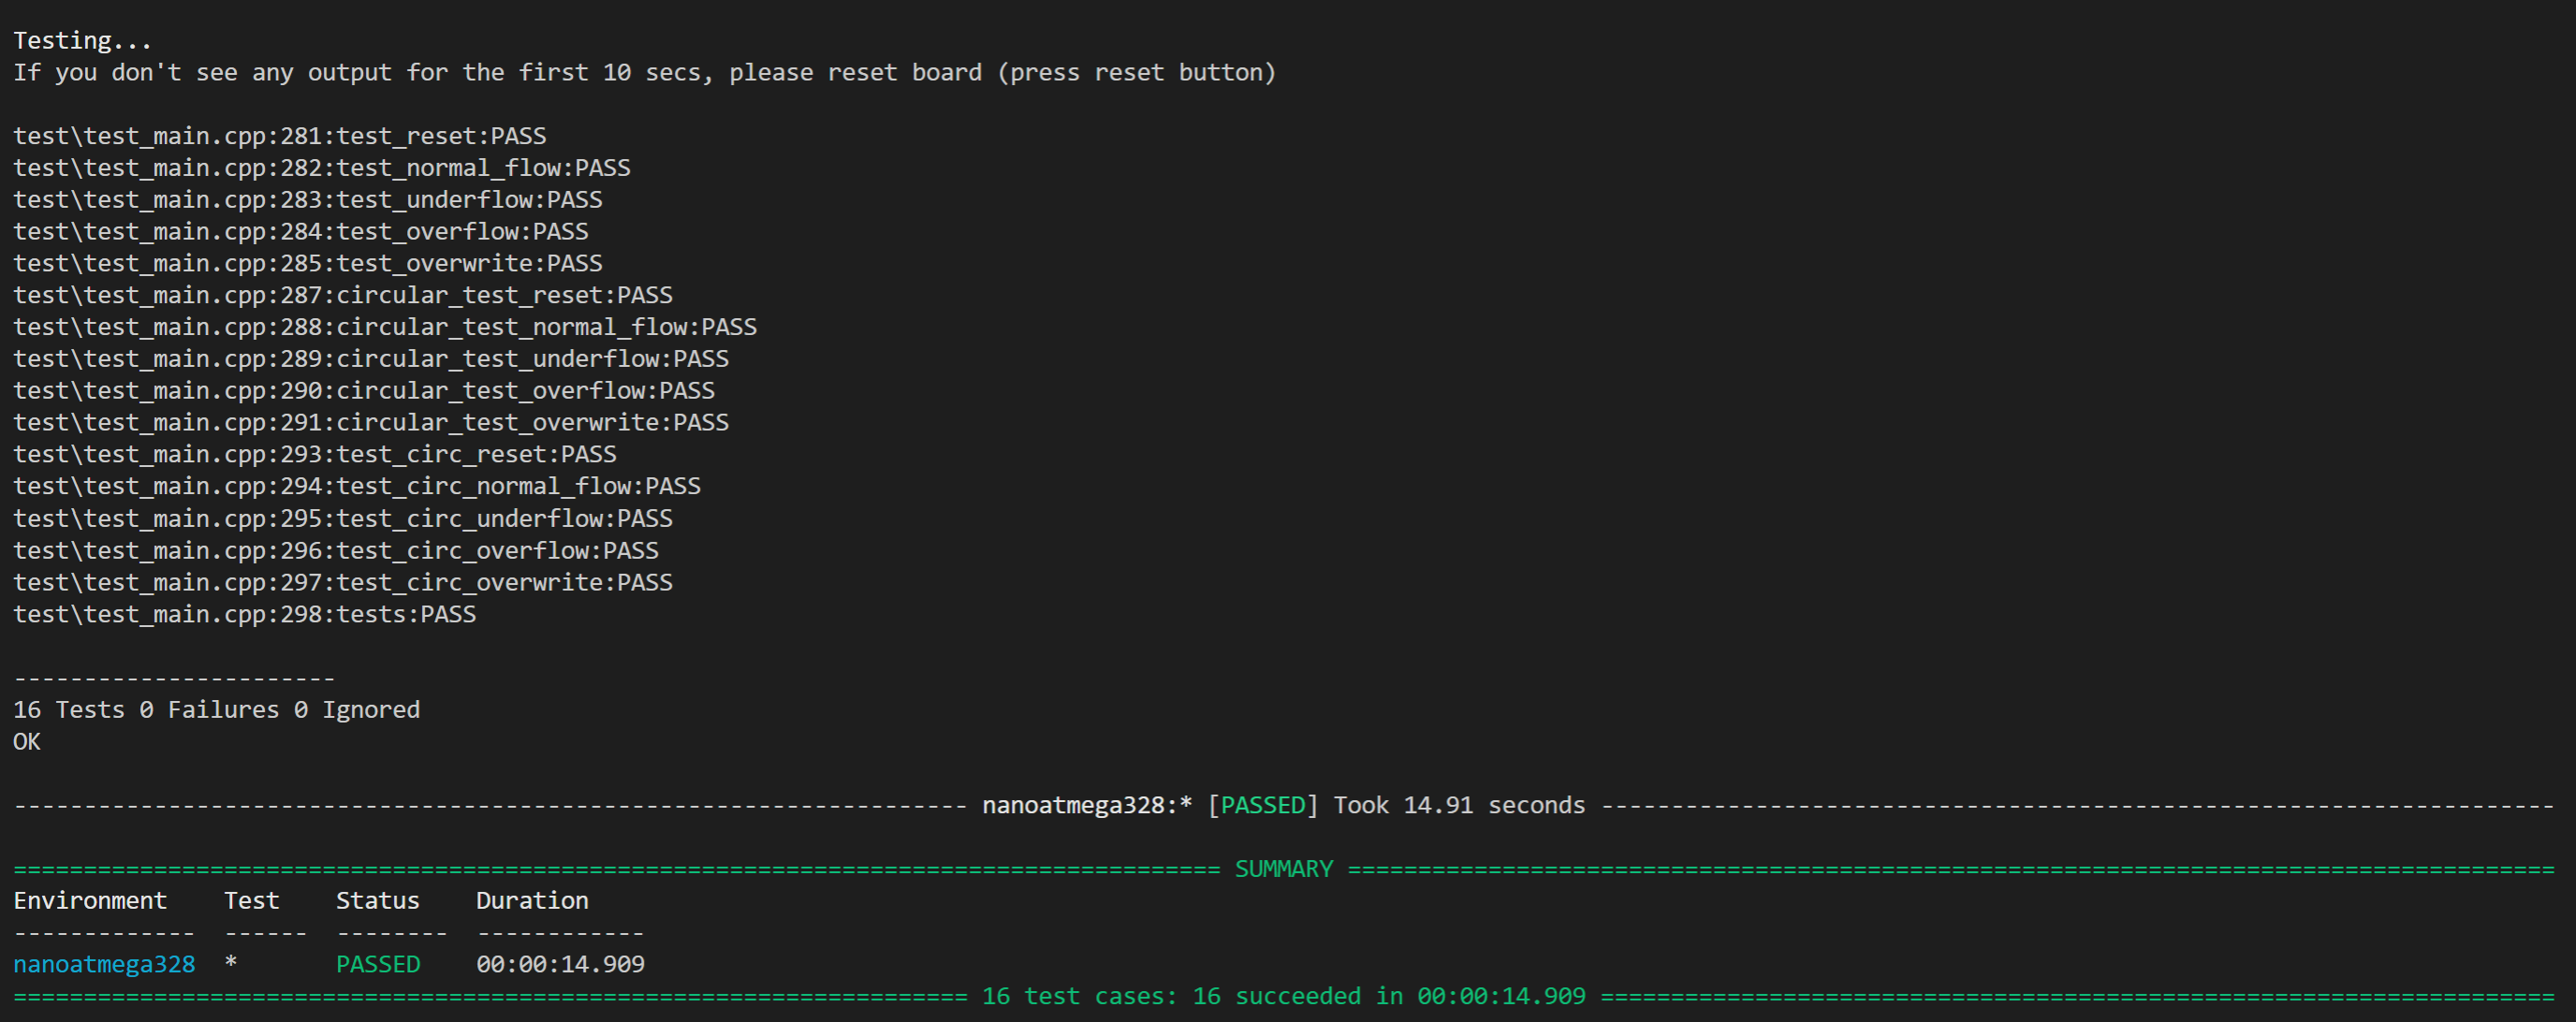 Testing...
If you don't see any output for the first 10 secs, please reset board (press reset button)
test\test_main.cpp:281:test_reset:PASS
test\test_main.cpp:282:test_normal_flow:PASS
test\test_main.cpp:283:test_underflow:PASS
test\test_main.cpp:284:test_overflow:PASS
test\test_main.cpp:285:test_overwrite:PASS
test\test_main.cpp:287:circular_test_reset:PASS
test\test_main.cpp:288:circular_test_normal_flow:PASS
test\test_main.cpp:289:circular_test_underflow:PASS
test\test_main.cpp:290:circular_test_overflow:PASS
test\test_main.cpp:291:circular_test_overwrite:PASS
test\test_main.cpp:293:test_circ_reset:PASS
test\test_main.cpp:294:test_circ_normal_flow:PASS
test\test_main.cpp:295:test_circ_underflow:PASS
test\test_main.cpp:296:test_circ_overflow:PASS
test\test_main.cpp:297:test_circ_overwrite:PASS
test\test_main.cpp:298:tests:PASS
-----------------------
16 Tests 0 Failures 0 Ignored
OK
-------------------------------------------------------------------- nanoatmega328:* [PASSED] Took 14.91 seconds --------------------------------------------------------------------
====================================================================================== SUMMARY ======================================================================================
Environment    Test    Status    Duration
-------------  ------  --------  ------------
nanoatmega328  *       PASSED    00:00:14.909
==================================================================== 16 test cases: 16 succeeded in 00:00:14.909 ====================================================================